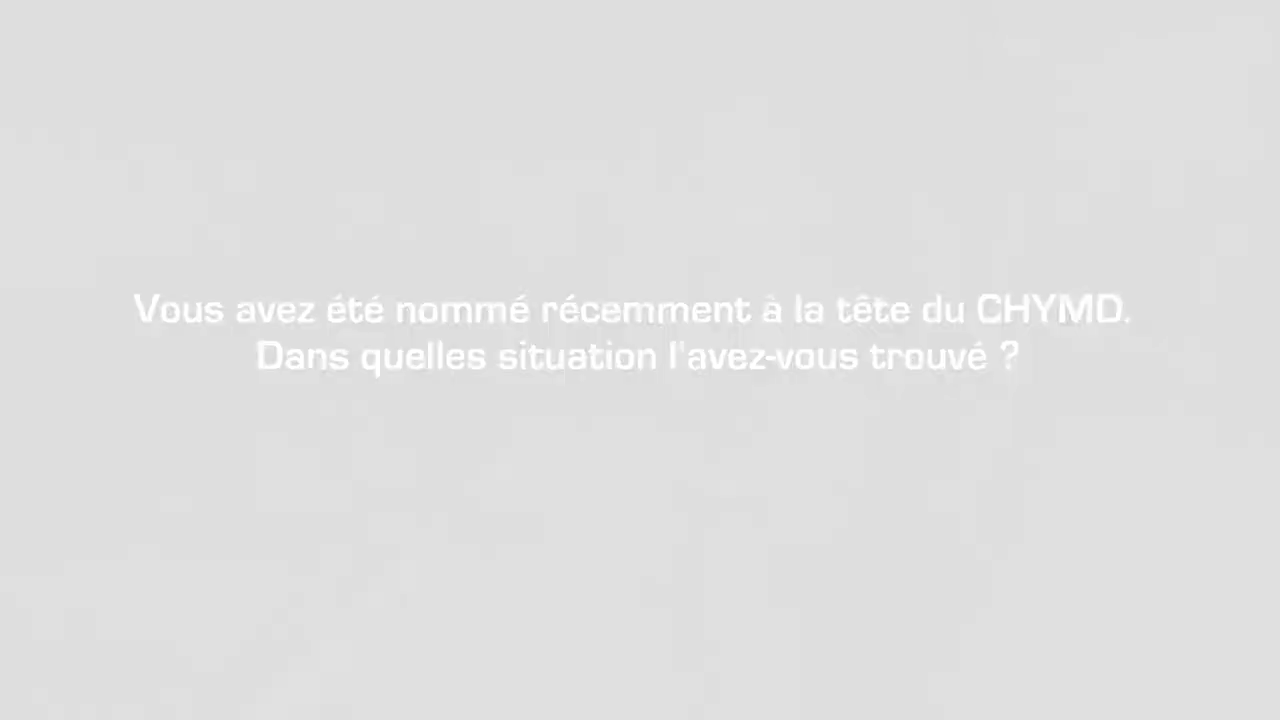 Vous avez été nommé récemment à la tête du CHYMD.
Dans quelles situation l'avez-vous trouvé ?